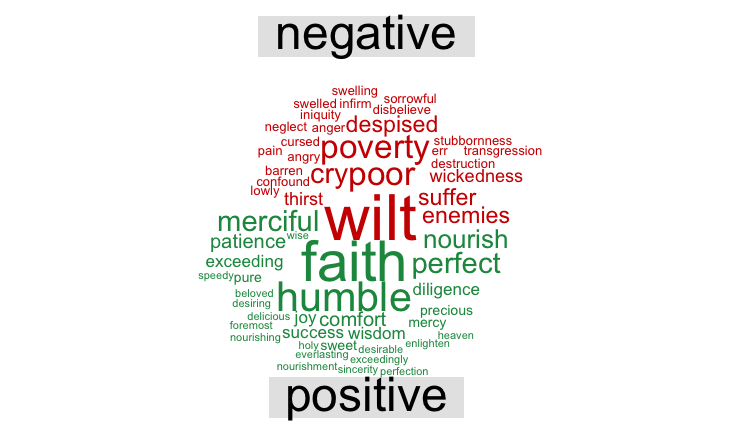 negative
swelling
swelled infirm sorrowful
iniquity disbelieve
neglect anger despised
cursed poverty stubbornness
pain angry err transgression
barren crypoor destruction
confound wickedness
lowly thirst suffer
merciful wilt enemies
patience wise nourish
exceeding faith perfect
speedy pure
beloved humble diligence
desiring
delicious joy comfort precious
foremost mercy
nourishing success wisdom heaven
holy sweet desirable enlighten
everlasting exceedingly
nourishment sincerity perfection
positive